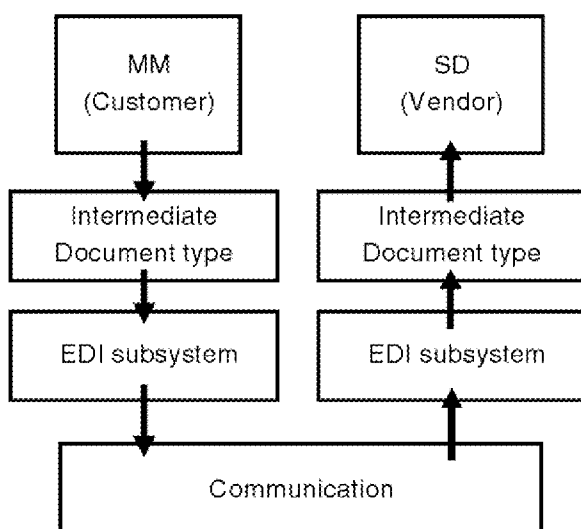 MM
(Customer)
SD
(Vendor)
Intermediate
Document type
Intermediate
Document type
EDI subsystem
EDI subsystem
Communication